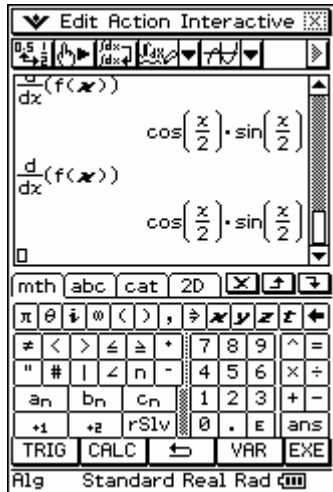 Edit Action Interactive
d/dx(f(x))
cos(x/2)·sin(x/2)
d/dx(f(x))
cos(x/2)·sin(x/2)
mth abc cat 2D
π θ i ∞ ( ) , ⇒ x y z t ←
≠ < > ≤ ≥ 7 8 9 ^ =
" # | ∠ n - 4 5 6 × ÷
an bn cn 1 2 3 + -
+1 +2 rSlv 0 . E ans
TRIG CALC VAR EXE
Alg Standard Real Rad